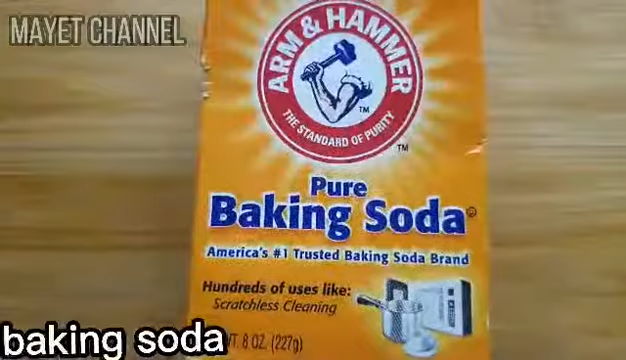 MAYET CHANNEL
ARM & HAMMER
THE STANDARD OF PURITY
TM
TM
Pure
Baking Soda
America's #1 Trusted Baking Soda Brand
Hundreds of uses like:
Scratchless Cleaning
baking soda
WT. 8 OZ. (227g)